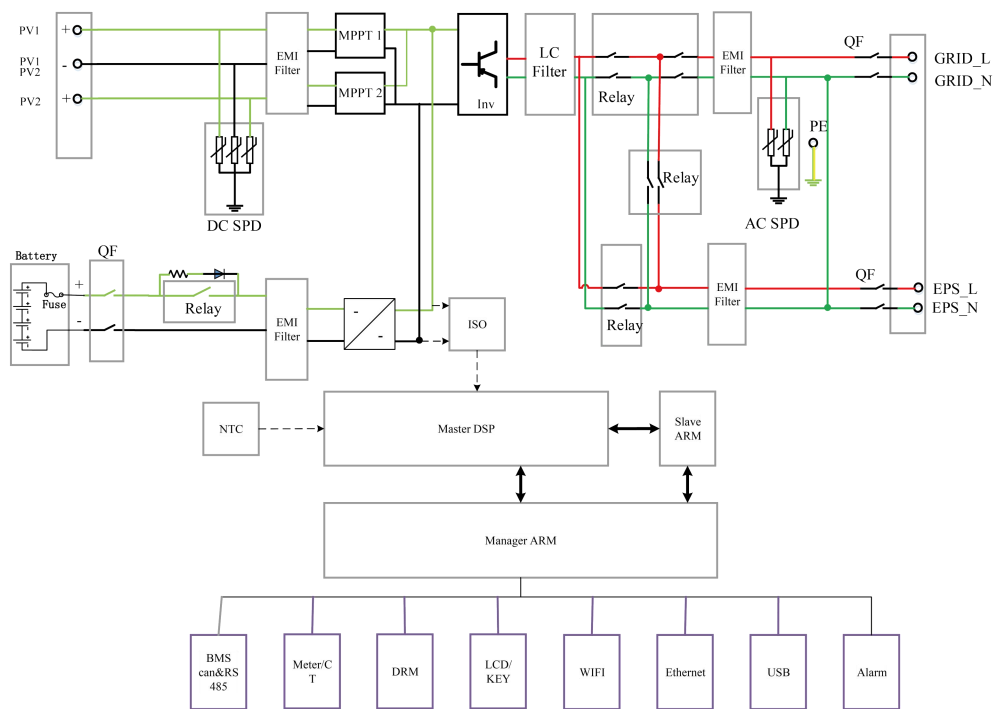 PV1
+
PV1
PV2
-
PV2
+
EMI
Filter
MPPT 1
MPPT 2
Inv
LC
Filter
Relay
EMI
Filter
QF
GRID_L
GRID_N
DC SPD
Relay
PE
AC SPD
Battery
Fuse
+
-
QF
Relay
EMI
Filter
-
-
ISO
Relay
EMI
Filter
QF
EPS_L
EPS_N
NTC
Master DSP
Slave
ARM
Manager ARM
BMS
can&RS
485
Meter/C
T
DRM
LCD/
KEY
WIFI
Ethernet
USB
Alarm